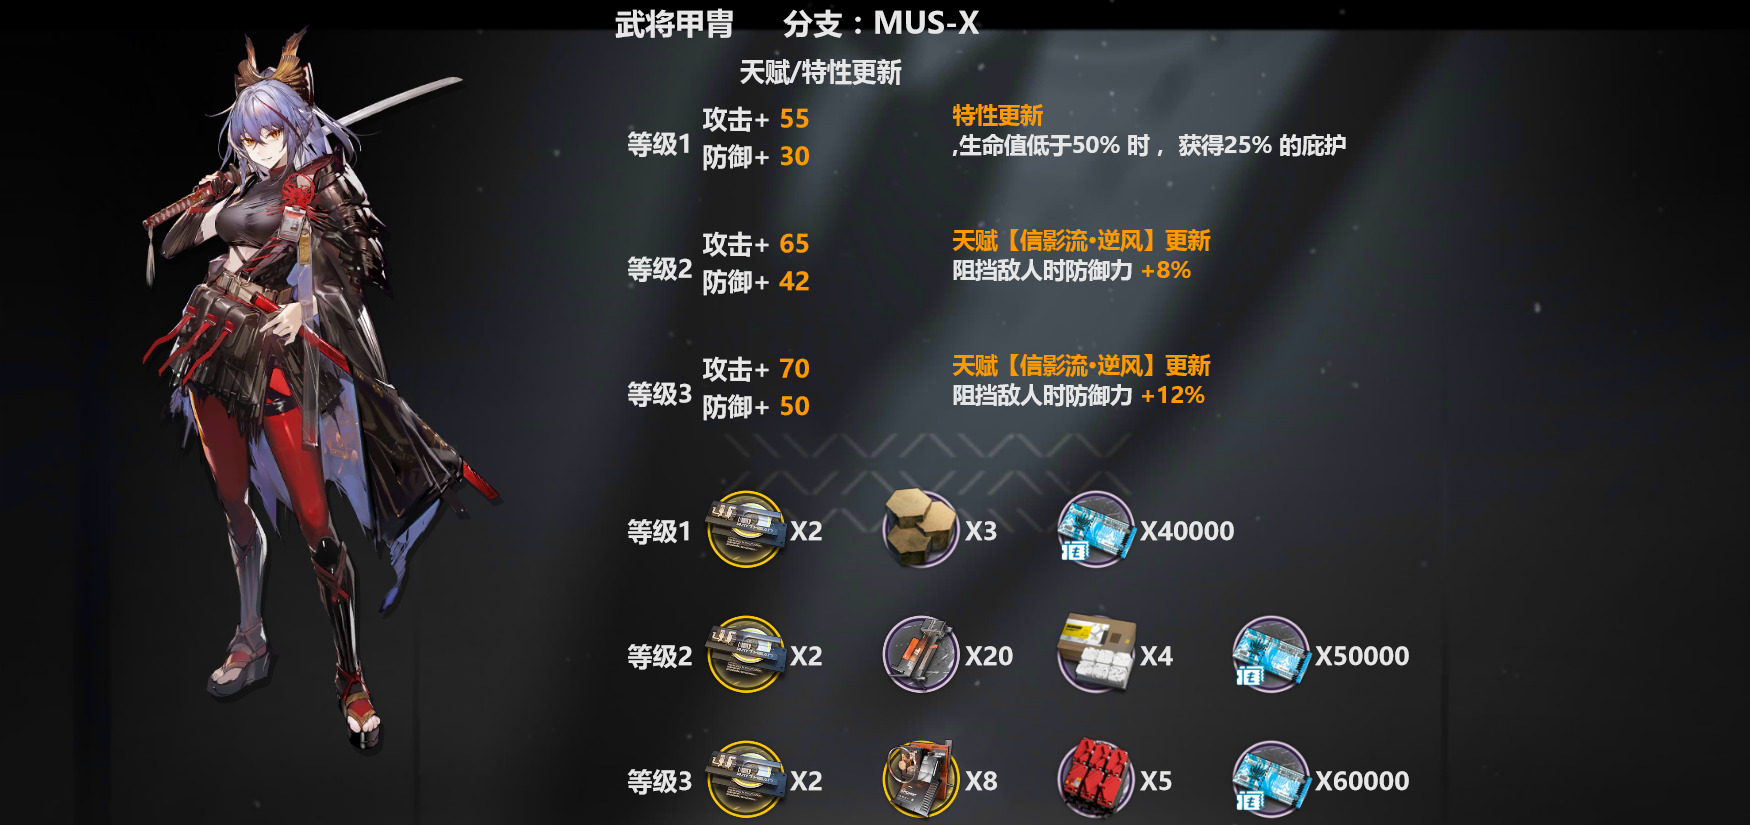 武将甲胄 分支：MUS-X
天赋/特性更新
等级1
攻击+ 55
防御+ 30
特性更新
,生命值低于50% 时， 获得25% 的庇护
等级2
攻击+ 65
防御+ 42
天赋【信影流·逆风】更新
阻挡敌人时防御力 +8%
等级3
攻击+ 70
防御+ 50
天赋【信影流·逆风】更新
阻挡敌人时防御力 +12%
等级1 X2 X3 X40000
等级2 X2 X20 X4 X50000
等级3 X2 X8 X5 X60000